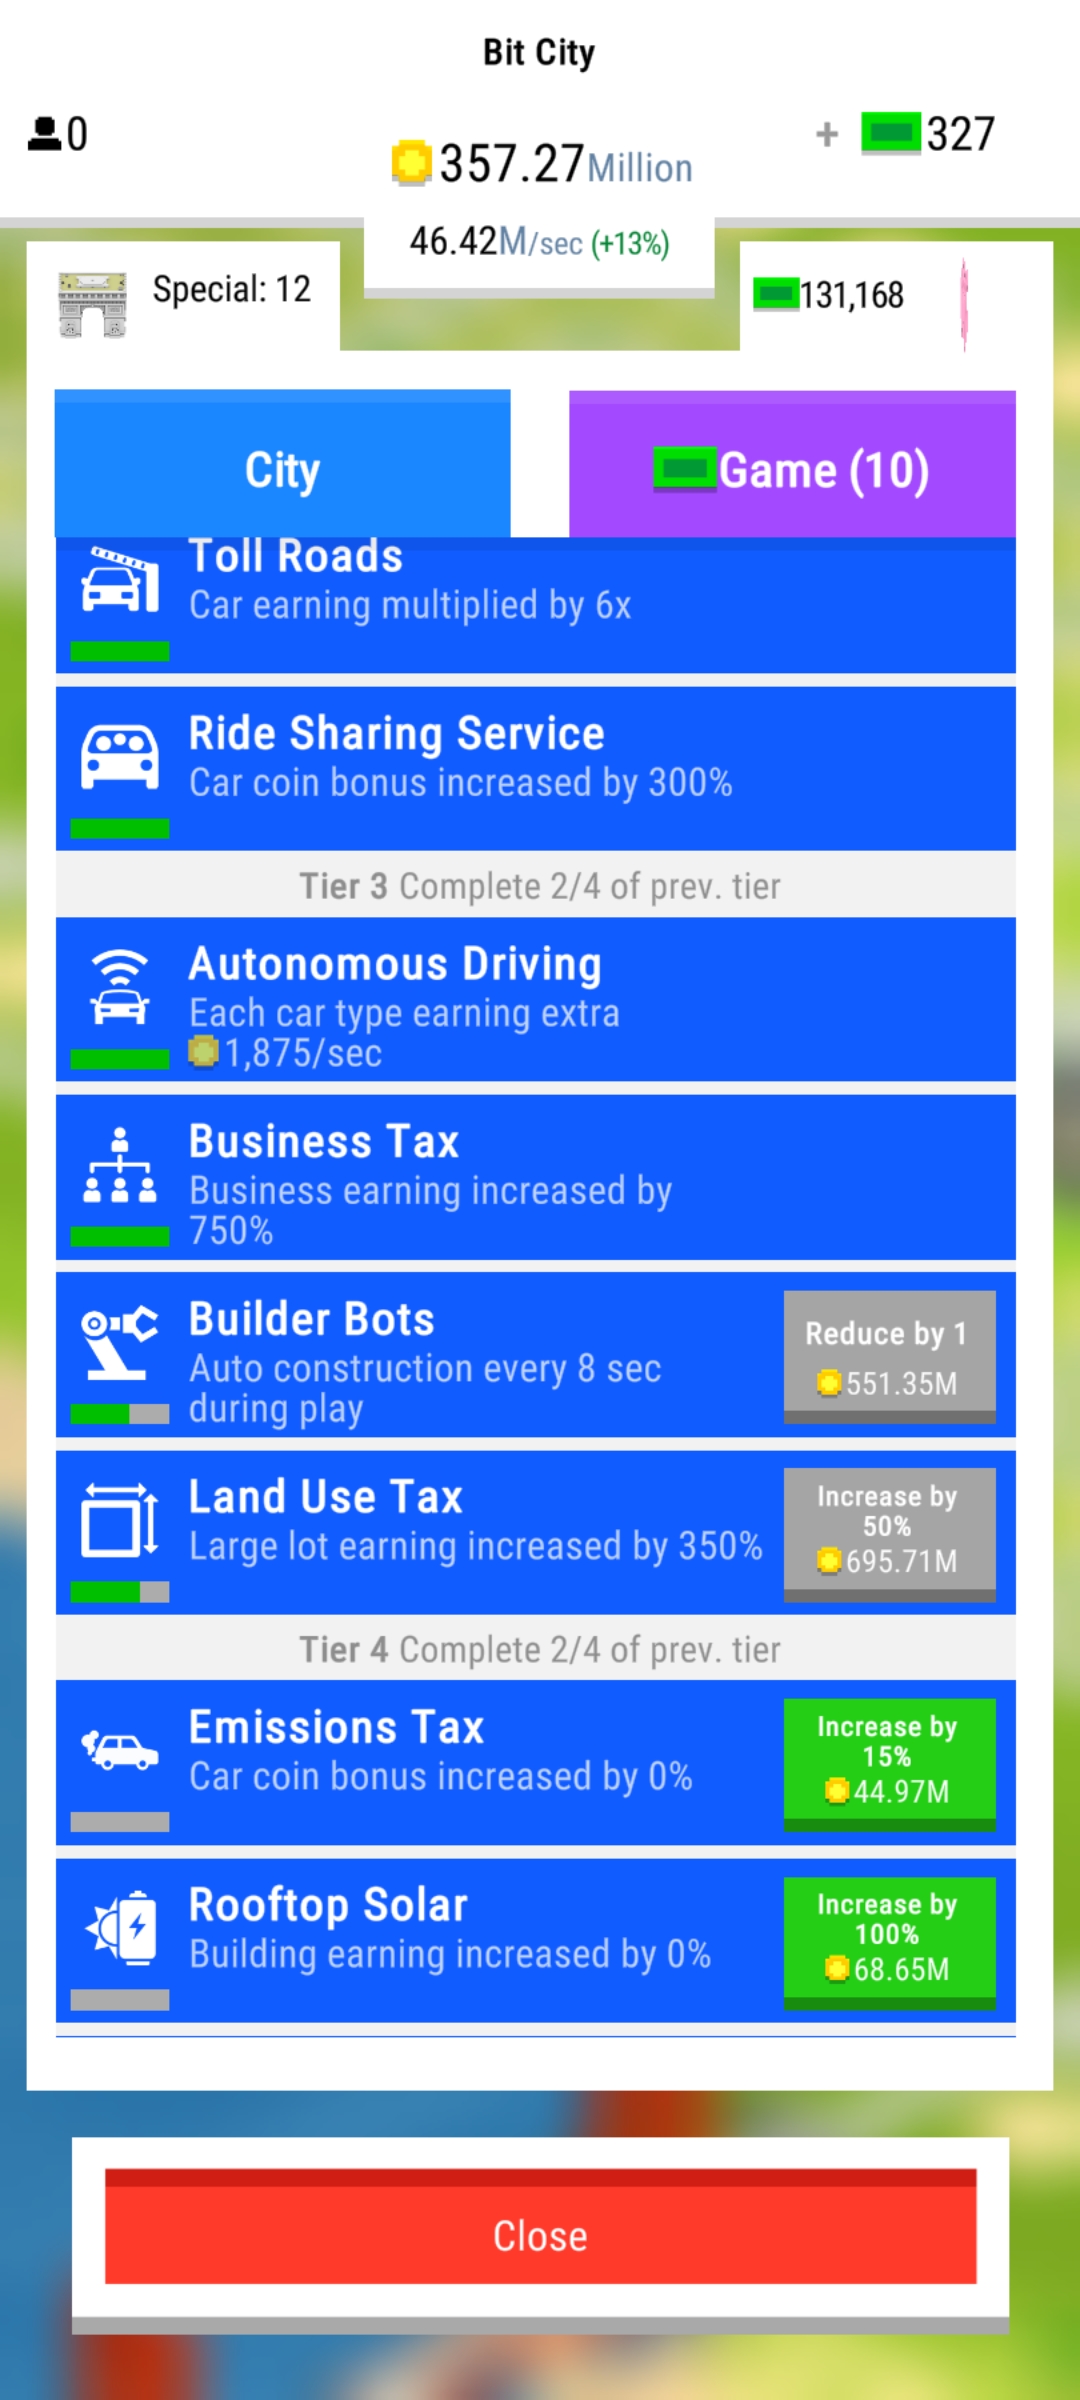 Bit City
0
357.27Million
+ 327
46.42M/sec (+13%)
Special: 12
131,168
City
Game (10)
Toll Roads
Car earning multiplied by 6x
Ride Sharing Service
Car coin bonus increased by 300%
Tier 3 Complete 2/4 of prev. tier
Autonomous Driving
Each car type earning extra
1,875/sec
Business Tax
Business earning increased by
750%
Builder Bots
Auto construction every 8 sec
during play
Reduce by 1
551.35M
Land Use Tax
Large lot earning increased by 350%
Increase by
50%
695.71M
Tier 4 Complete 2/4 of prev. tier
Emissions Tax
Car coin bonus increased by 0%
Increase by
15%
44.97M
Rooftop Solar
Building earning increased by 0%
Increase by
100%
68.65M
Close